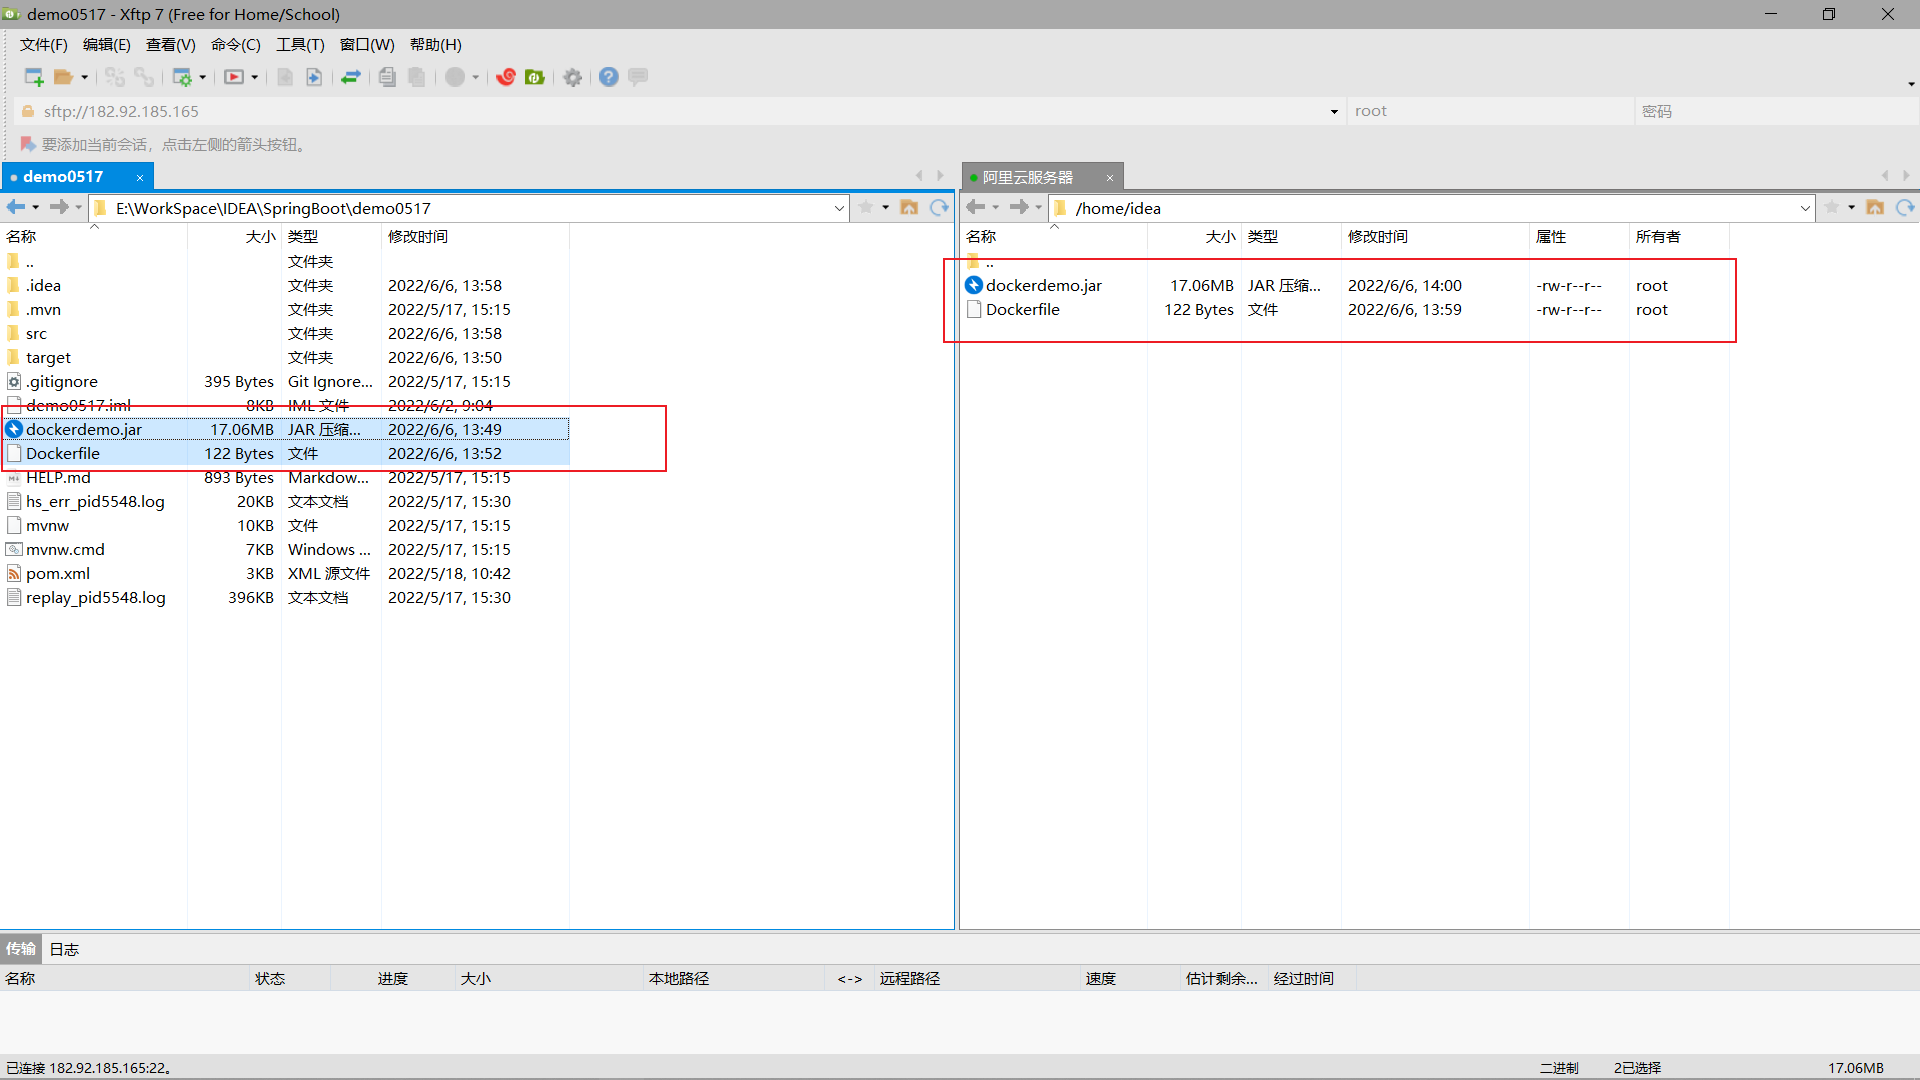 demo0517 - Xftp 7 (Free for Home/School)
文件(F) 编辑(E) 查看(V) 命令(C) 工具(T) 窗口(W) 帮助(H)
sftp://182.92.185.165 root 密码
要添加当前会话，点击左侧的箭头按钮。
demo0517 ×
E:\WorkSpace\IDEA\SpringBoot\demo0517
名称 大小 类型 修改时间
.. 文件夹
.idea 文件夹 2022/6/6, 13:58
.mvn 文件夹 2022/5/17, 15:15
src 文件夹 2022/6/6, 13:58
target 文件夹 2022/6/6, 13:50
.gitignore 395 Bytes Git Ignore... 2022/5/17, 15:15
demo0517.iml 8KB IML 文件 2022/6/2, 9:04
dockerdemo.jar 17.06MB JAR 压缩... 2022/6/6, 13:49
Dockerfile 122 Bytes 文件 2022/6/6, 13:52
HELP.md 893 Bytes Markdow... 2022/5/17, 15:15
hs_err_pid5548.log 20KB 文本文档 2022/5/17, 15:30
mvnw 10KB 文件 2022/5/17, 15:15
mvnw.cmd 7KB Windows ... 2022/5/17, 15:15
pom.xml 3KB XML 源文件 2022/5/18, 10:42
replay_pid5548.log 396KB 文本文档 2022/5/17, 15:30
阿里云服务器 ×
/home/idea
名称 大小 类型 修改时间 属性 所有者
..
dockerdemo.jar 17.06MB JAR 压缩... 2022/6/6, 14:00 -rw-r--r-- root
Dockerfile 122 Bytes 文件 2022/6/6, 13:59 -rw-r--r-- root
传输 日志
名称 状态 进度 大小 本地路径 <-> 远程路径 速度 估计剩余... 经过时间
已连接 182.92.185.165:22。 二进制 2已选择 17.06MB